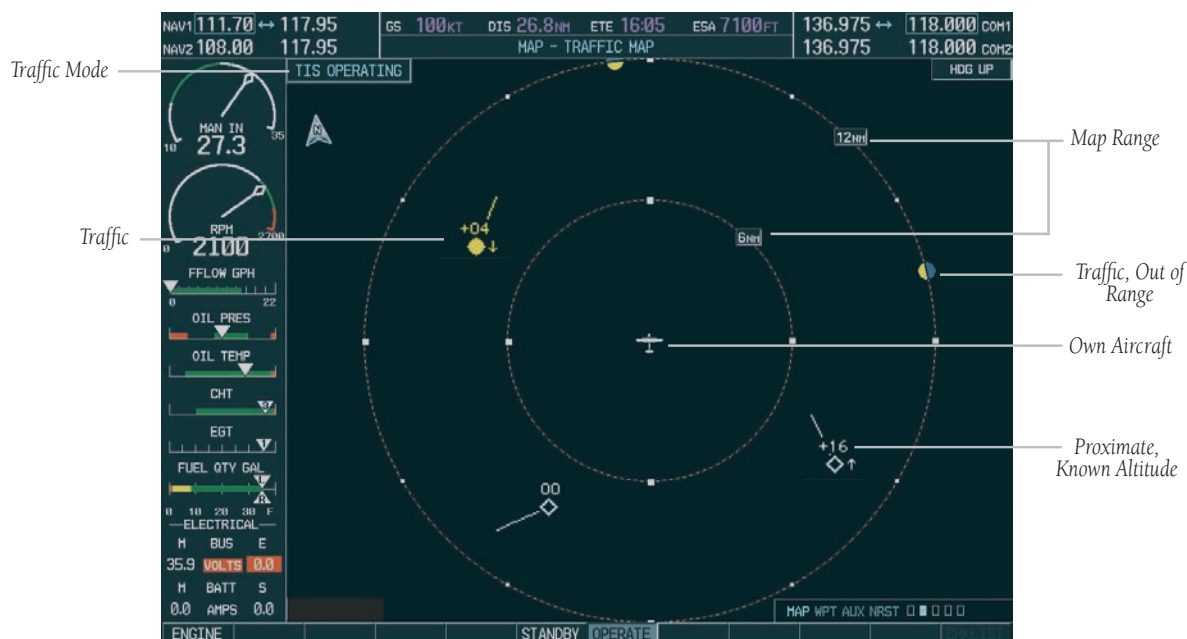 NAV1 111.70 ↔ 117.95 GS 100KT DIS 26.8NM ETE 16:05 ESA 7100FT 136.975 ↔ 118.000 COM1
NAV2 108.00 117.95 MAP - TRAFFIC MAP 136.975 118.000 COM2
Traffic Mode
TIS OPERATING
HDG UP
N
10 35
MAN IN
27.3
12NM
Map Range
Traffic
+04
↓
6NM
0 2700
RPM
2100
FFLOW GPH
0 22
Traffic, Out of
Range
OIL PRES
Own Aircraft
OIL TEMP
CHT
EGT
+16
↑
Proximate,
Known Altitude
FUEL QTY GAL
L
R
0 10 20 30 F
00
ELECTRICAL
M BUS E
35.9 VOLTS 0.0
M BATT S
0.0 AMPS 0.0
MAP WPT AUX NRST
ENGINE STANDBY OPERATE